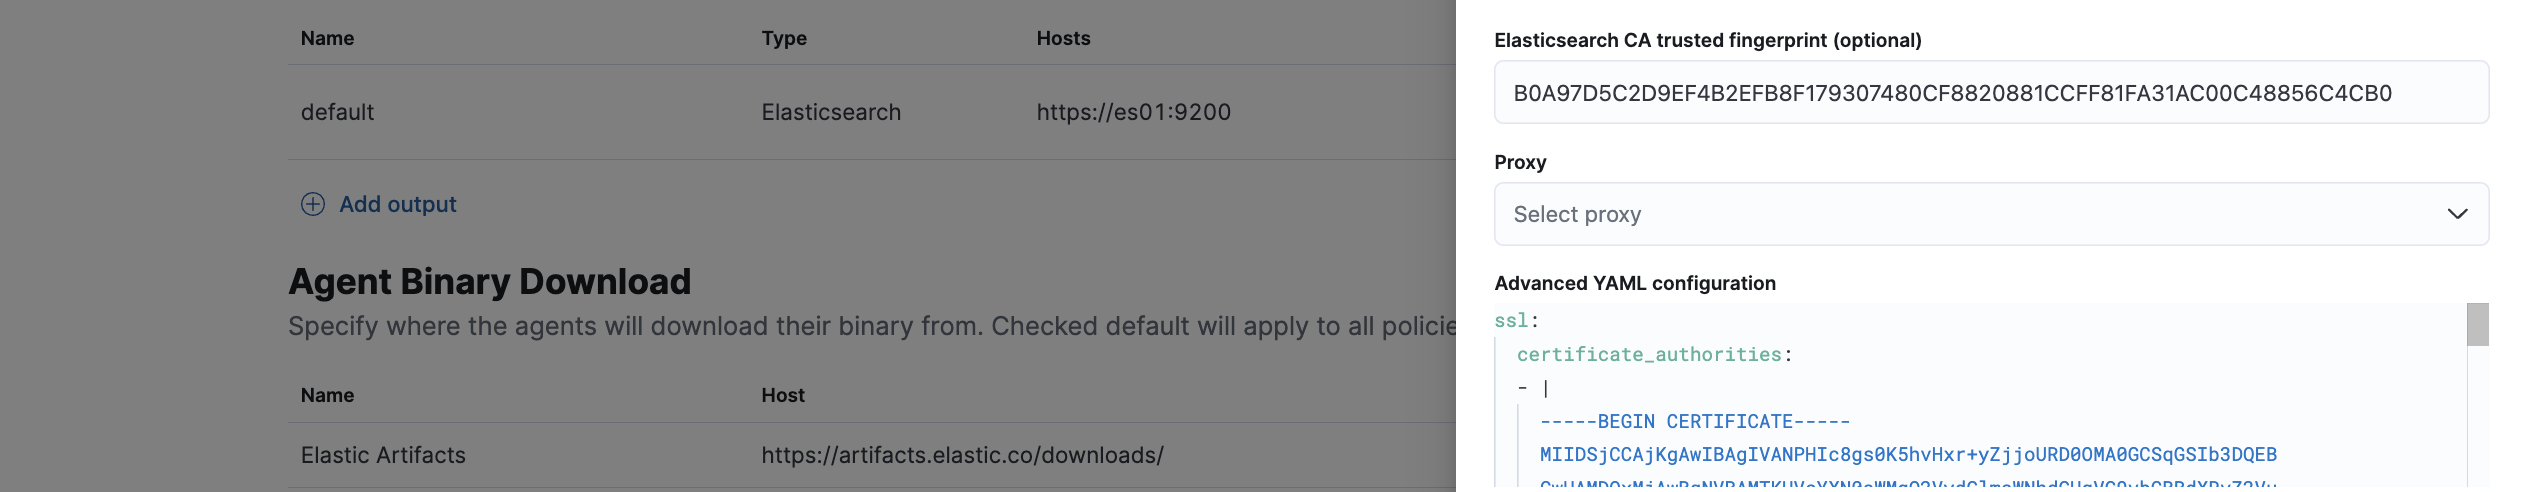 Name Type Hosts
default Elasticsearch https://es01:9200
Add output
Agent Binary Download
Specify where the agents will download their binary from. Checked default will apply to all policie
Name Host
Elastic Artifacts https://artifacts.elastic.co/downloads/
Elasticsearch CA trusted fingerprint (optional)
B0A97D5C2D9EF4B2EFB8F179307480CF8820881CCFF81FA31AC00C48856C4CB0
Proxy
Select proxy
Advanced YAML configuration
ssl:
certificate_authorities:
- |
-----BEGIN CERTIFICATE-----
MIIDSjCCAjKgAwIBAgIVANPHIc8gs0K5hvHxr+yZjjoURD0OMA0GCSqGSIb3DQEB